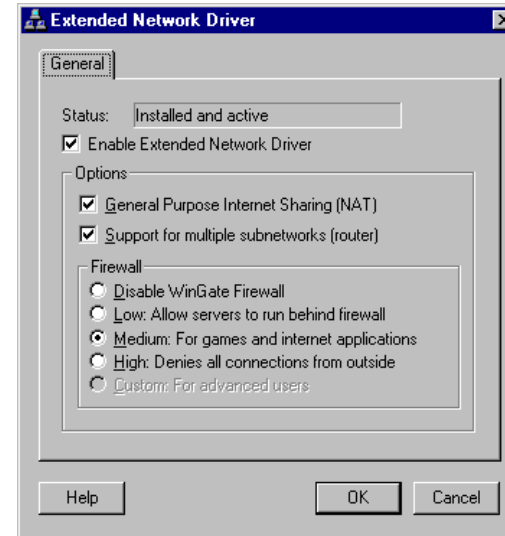 Extended Network Driver
General
Status: Installed and active
Enable Extended Network Driver
Options
General Purpose Internet Sharing (NAT)
Support for multiple subnetworks (router)
Firewall
Disable WinGate Firewall
Low: Allow servers to run behind firewall
Medium: For games and internet applications
High: Denies all connections from outside
Custom: For advanced users
Help OK Cancel